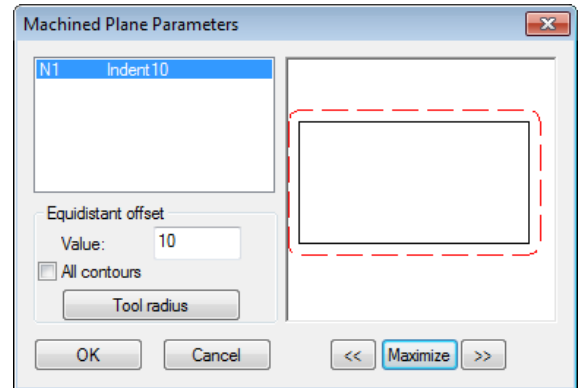 Machined Plane Parameters
N1 Indent10
Equidistant offset
Value: 10
All contours
Tool radius
OK Cancel << Maximize >>